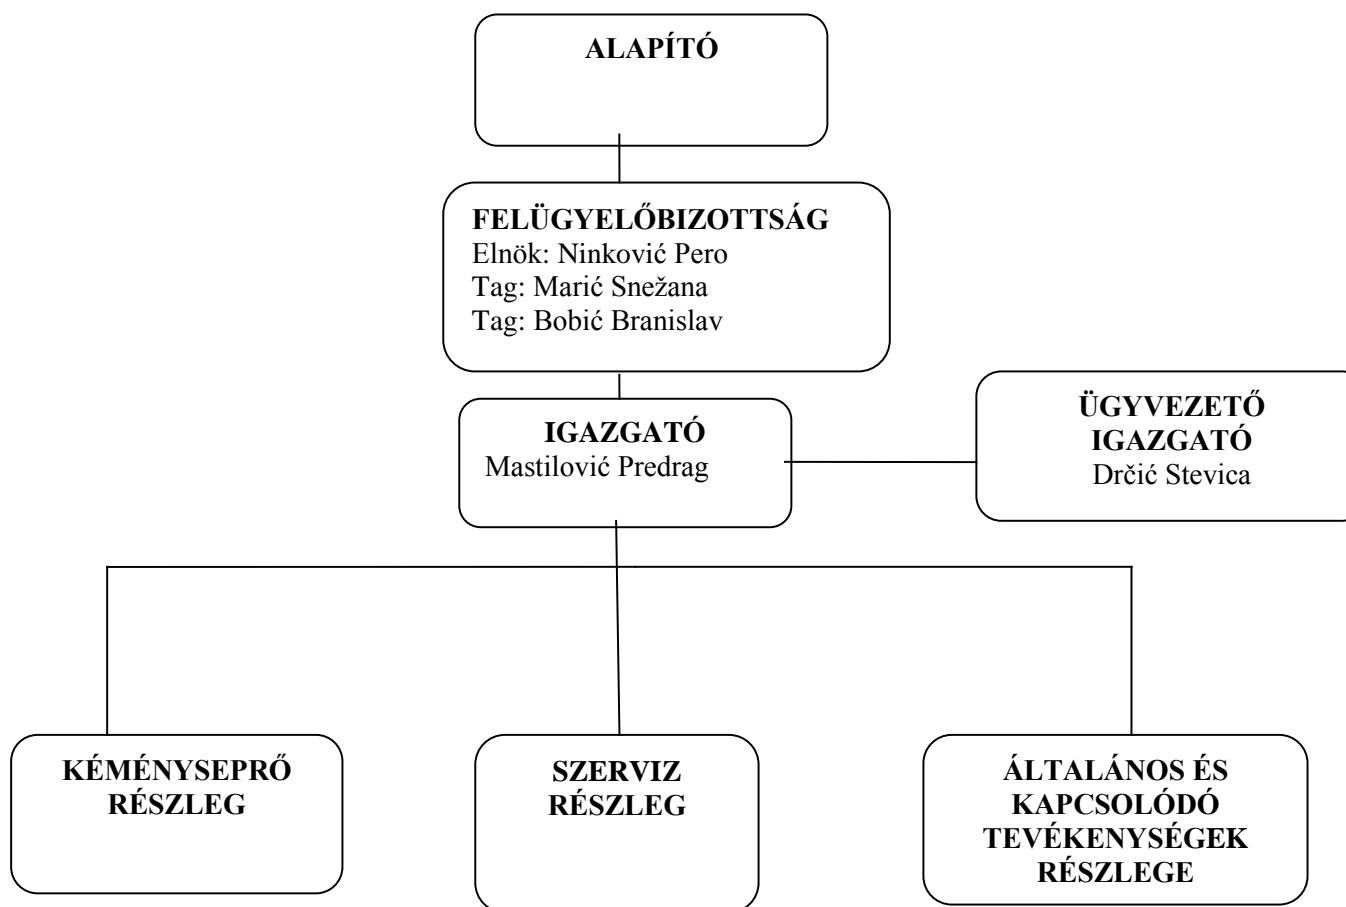 ALAPÍTÓ
FELÜGYELŐBIZOTTSÁG
Elnök: Ninković Pero
Tag: Marić Snežana
Tag: Bobić Branislav
IGAZGATÓ
Mastilović Predrag
ÜGYVEZETŐ
IGAZGATÓ
Drčić Stevica
KÉMÉNYSEPRŐ
RÉSZLEG
SZERVIZ
RÉSZLEG
ÁLTALÁNOS ÉS
KAPCSOLÓDÓ
TEVÉKENYSÉGEK
RÉSZLEGE